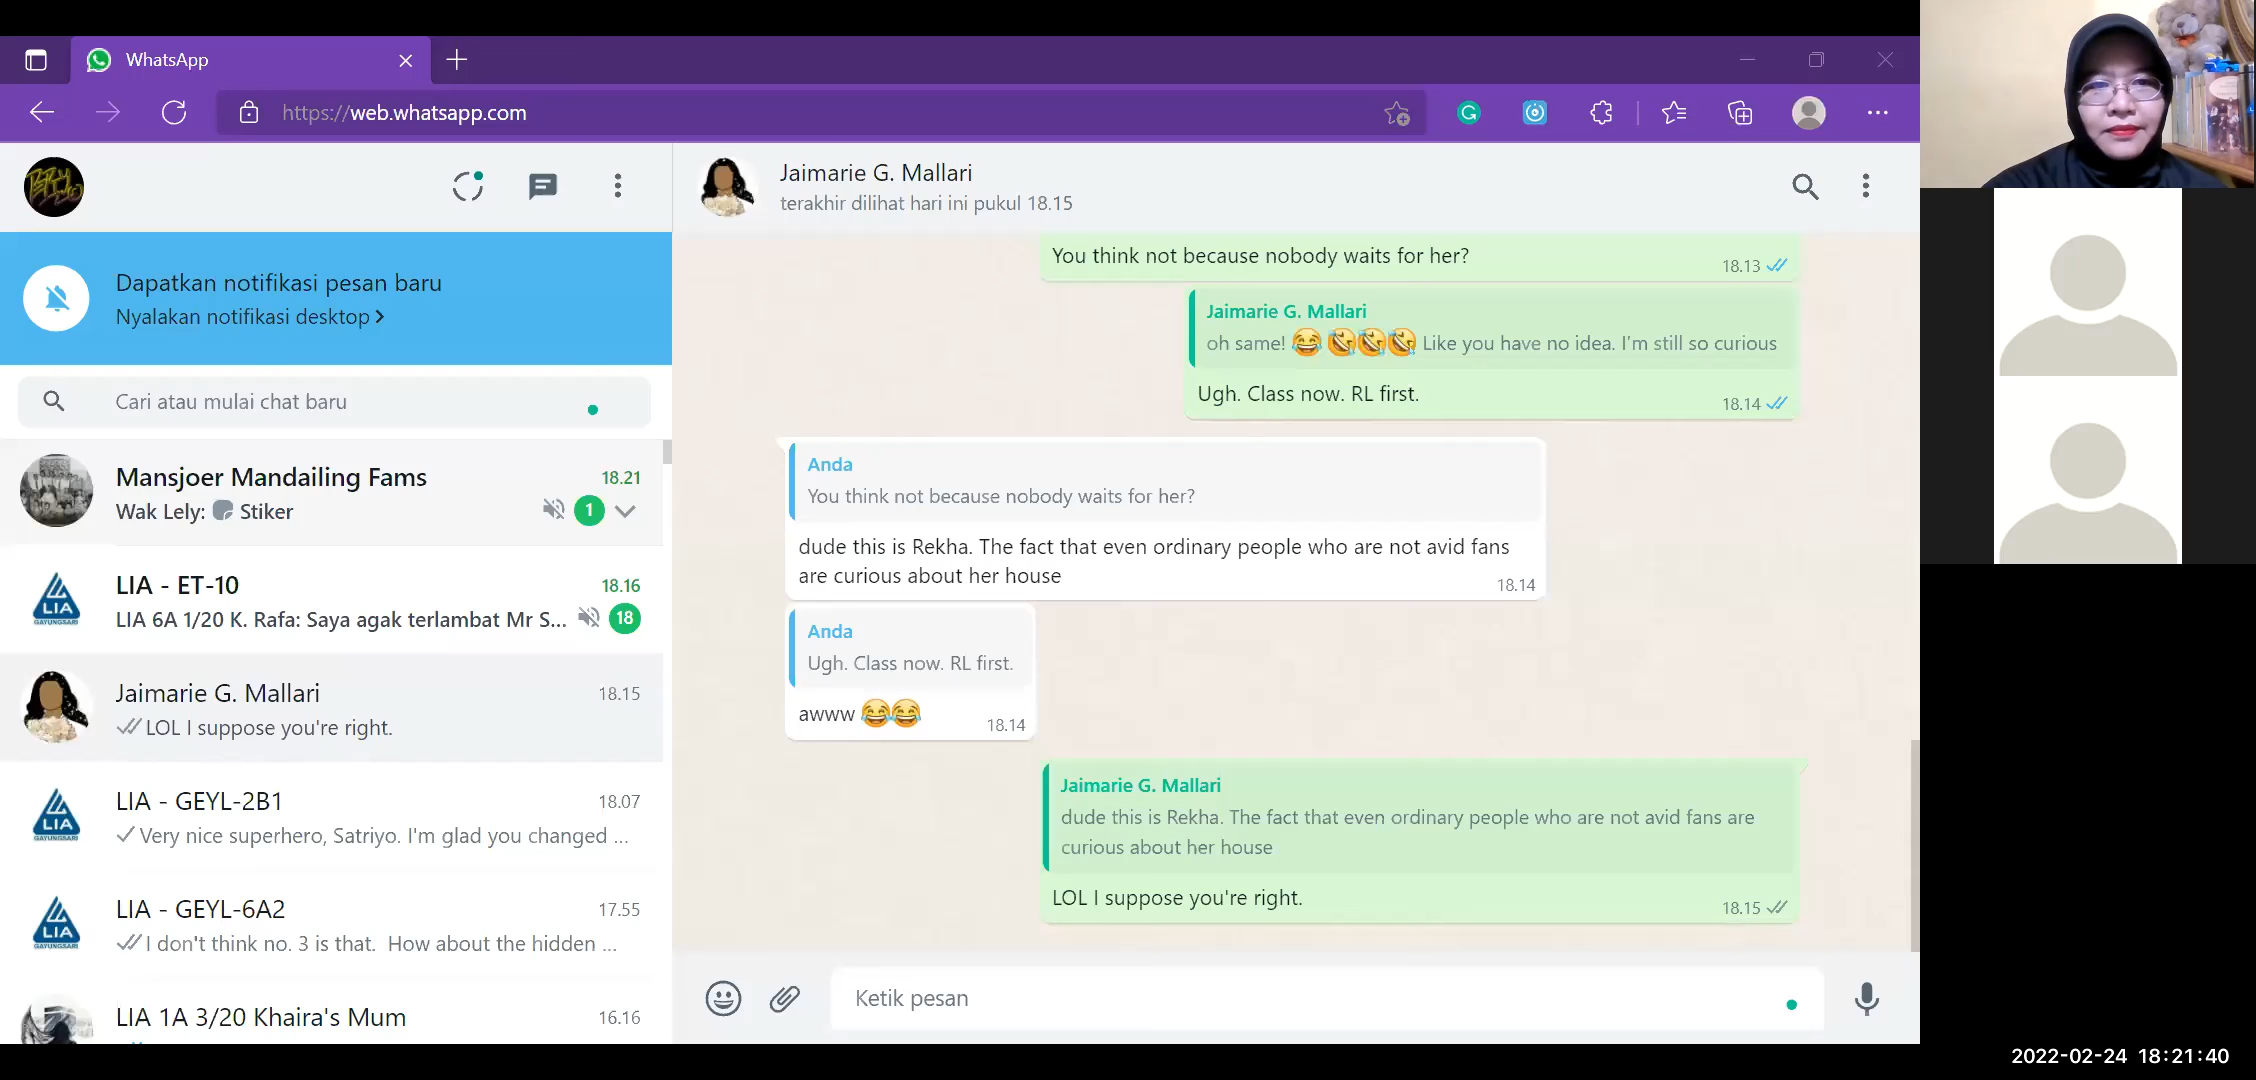 WhatsApp
https://web.whatsapp.com
Jaimarie G. Mallari
terakhir dilihat hari ini pukul 18.15
Dapatkan notifikasi pesan baru
Nyalakan notifikasi desktop
Cari atau mulai chat baru
Mansjoer Mandailing Fams
18.21
Wak Lely: Stiker
1
LIA - ET-10
18.16
LIA 6A 1/20 K. Rafa: Saya agak terlambat Mr S...
18
Jaimarie G. Mallari
18.15
LOL I suppose you're right.
LIA - GEYL-2B1
18.07
Very nice superhero, Satriyo. I'm glad you changed ...
LIA - GEYL-6A2
17.55
I don't think no. 3 is that. How about the hidden ...
LIA 1A 3/20 Khaira's Mum
16.16
LIA
GAYUNGSARI
LIA
GAYUNGSARI
LIA
GAYUNGSARI
You think not because nobody waits for her?
18.13
Jaimarie G. Mallari
oh same! 😂 🤣🤣🤣 Like you have no idea. I'm still so curious
Ugh. Class now. RL first.
18.14
Anda
You think not because nobody waits for her?
dude this is Rekha. The fact that even ordinary people who are not avid fans
are curious about her house
18.14
Anda
Ugh. Class now. RL first.
awww 😂😂
18.14
Jaimarie G. Mallari
dude this is Rekha. The fact that even ordinary people who are not avid fans are
curious about her house
LOL I suppose you're right.
18.15
Ketik pesan
2022-02-24 18:21:40